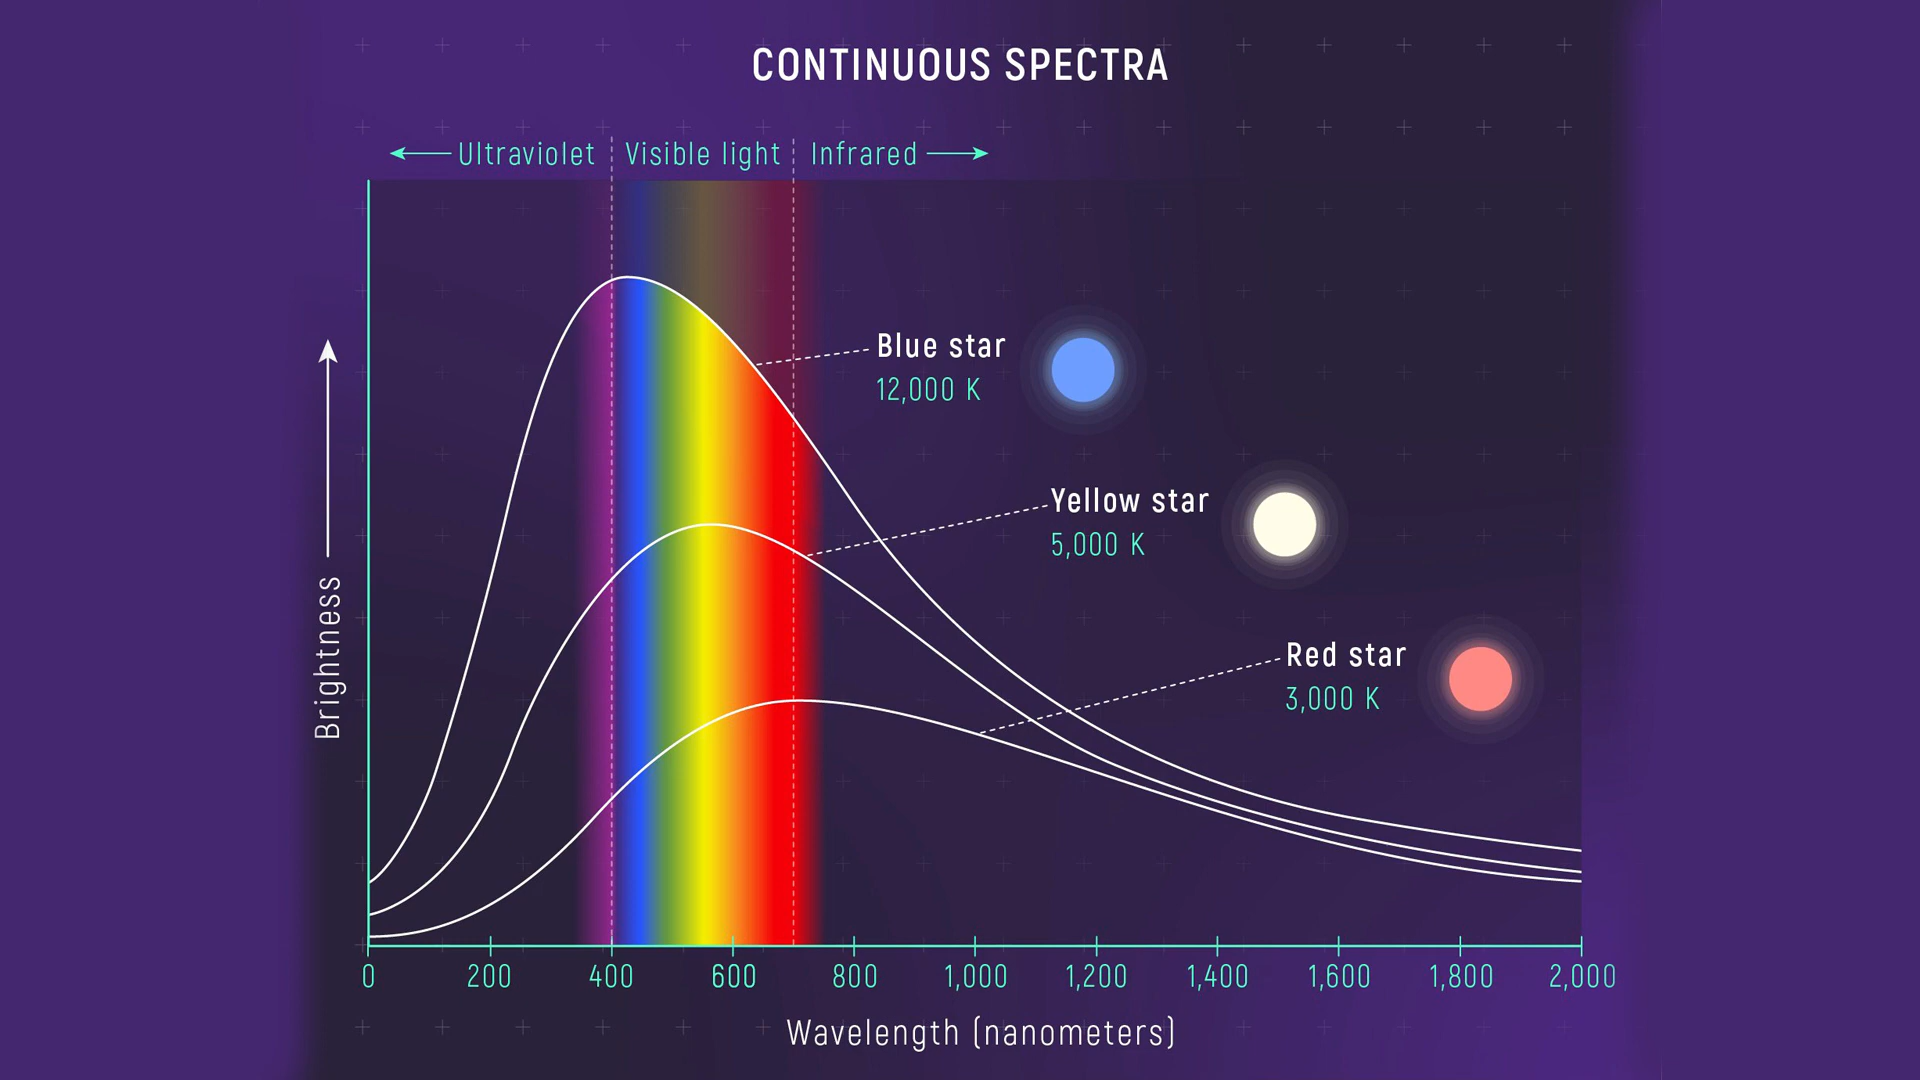 CONTINUOUS SPECTRA
Ultraviolet
Visible light
Infrared
Blue star
12,000 K
Yellow star
5,000 K
Red star
3,000 K
Brightness
0 200 400 600 800 1,000 1,200 1,400 1,600 1,800 2,000
Wavelength (nanometers)